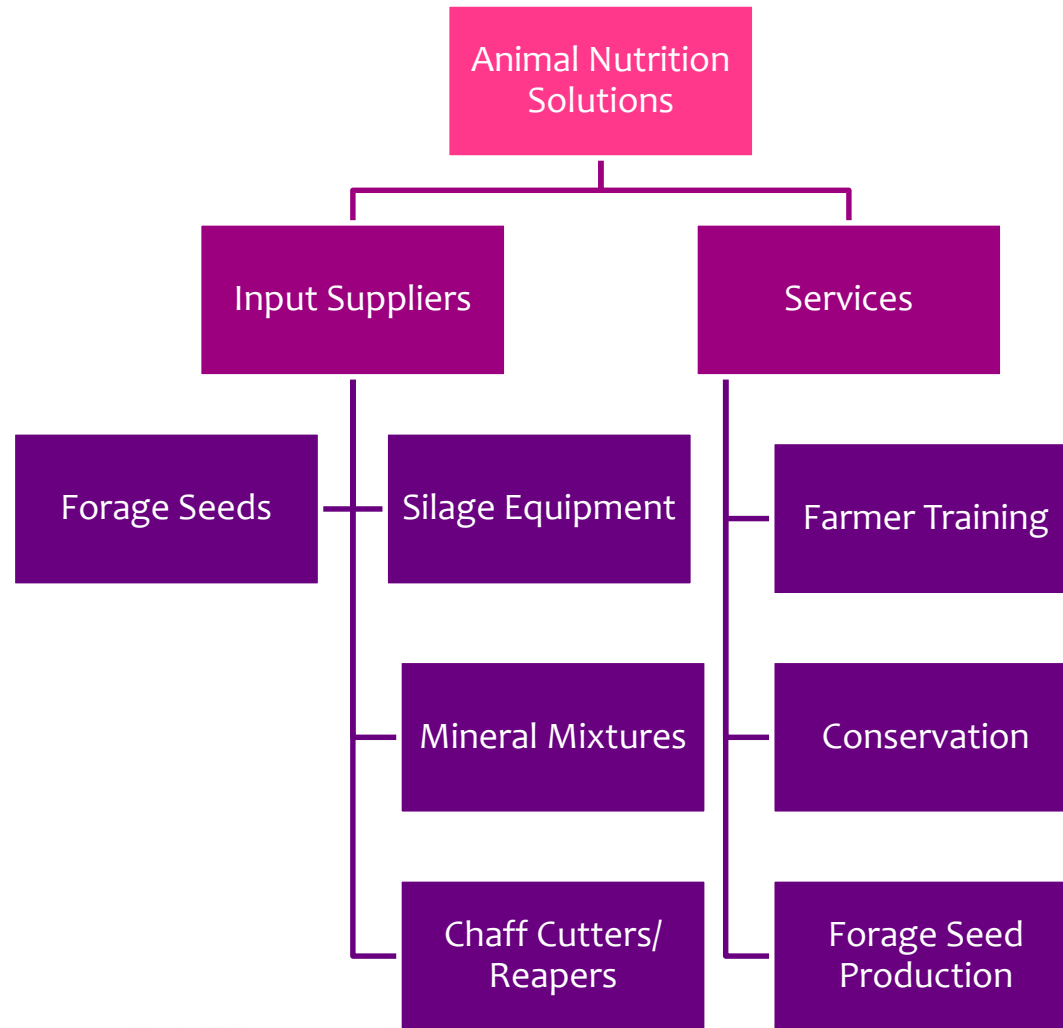 Animal Nutrition
Solutions
Input Suppliers
Services
Forage Seeds
Silage Equipment
Farmer Training
Mineral Mixtures
Conservation
Chaff Cutters/
Reapers
Forage Seed
Production